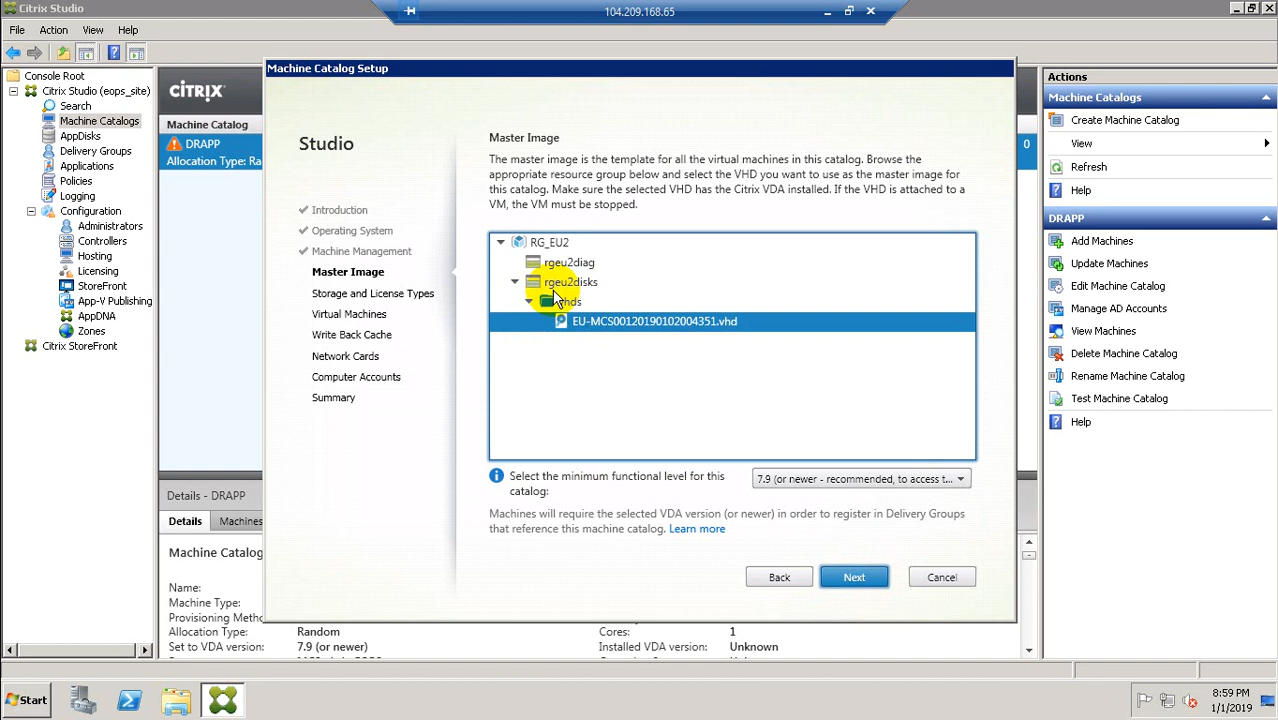 Citrix Studio
104.209.168.65
File Action View Help
Console Root
Citrix Studio (eops_site)
Search
Machine Catalogs
AppDisks
Delivery Groups
Applications
Policies
Logging
Configuration
Administrators
Controllers
Hosting
Licensing
StoreFront
App-V Publishing
AppDNA
Zones
Citrix StoreFront
CITRIX
Machine Catalog
DRAPP
Allocation Type: Ra
0
Details - DRAPP
Details Machines
Machine Catalog
Name:
Machine Type:
Provisioning Metho
Allocation Type: Random
Set to VDA version: 7.9 (or newer)
Cores: 1
Installed VDA version: Unknown
Machine Catalog Setup
Studio
Introduction
Operating System
Machine Management
Master Image
Storage and License Types
Virtual Machines
Write Back Cache
Network Cards
Computer Accounts
Summary
Master Image
The master image is the template for all the virtual machines in this catalog. Browse the
appropriate resource group below and select the VHD you want to use as the master image for
this catalog. Make sure the selected VHD has the Citrix VDA installed. If the VHD is attached to a
VM, the VM must be stopped.
RG_EU2
rgeu2diag
rgeu2disks
vhds
EU-MCS00120190102004351.vhd
Select the minimum functional level for this
catalog:
7.9 (or newer - recommended, to access t...
Machines will require the selected VDA version (or newer) in order to register in Delivery Groups
that reference this machine catalog. Learn more
Back Next Cancel
Actions
Machine Catalogs
Create Machine Catalog
View
Refresh
Help
DRAPP
Add Machines
Update Machines
Edit Machine Catalog
Manage AD Accounts
View Machines
Delete Machine Catalog
Rename Machine Catalog
Test Machine Catalog
Help
Start
8:59 PM
1/1/2019